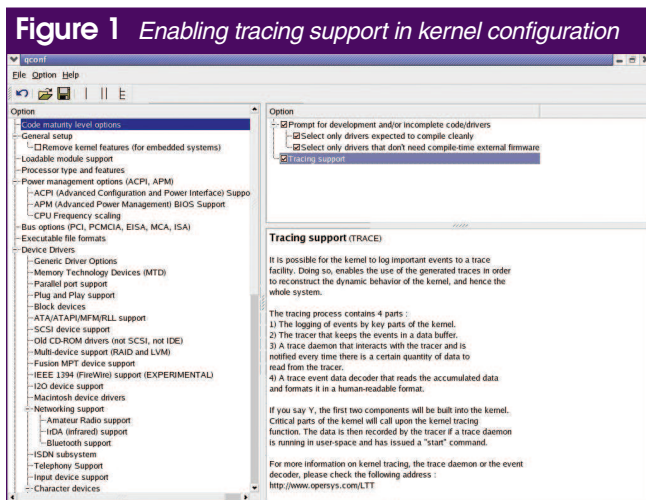 Figure 1 Enabling tracing support in kernel configuration
qconf
File Option Help
Option
Code maturity level options
General setup
Remove kernel features (for embedded systems)
Loadable module support
Processor type and features
Power management options (ACPI, APM)
ACPI (Advanced Configuration and Power Interface) Suppo
APM (Advanced Power Management) BIOS Support
CPU Frequency scaling
Bus options (PCI, PCMCIA, EISA, MCA, ISA)
Executable file formats
Device Drivers
Generic Driver Options
Memory Technology Devices (MTD)
Parallel port support
Plug and Play support
Block devices
ATA/ATAPI/MFM/RLL support
SCSI device support
Old CD-ROM drivers (not SCSI, not IDE)
Multi-device support (RAID and LVM)
Fusion MPT device support
IEEE 1394 (FireWire) support (EXPERIMENTAL)
I2O device support
Macintosh device drivers
Networking support
Amateur Radio support
IrDA (infrared) support
Bluetooth support
ISDN subsystem
Telephony Support
Input device support
Character devices
Option
Prompt for development and/or incomplete code/drivers
Select only drivers expected to compile cleanly
Select only drivers that don't need compile-time external firmware
Tracing support
Tracing support (TRACE)
It is possible for the kernel to log important events to a trace
facility. Doing so, enables the use of the generated traces in order
to reconstruct the dynamic behavior of the kernel, and hence the
whole system.
The tracing process contains 4 parts :
1) The logging of events by key parts of the kernel.
2) The tracer that keeps the events in a data buffer.
3) A trace daemon that interacts with the tracer and is
notified every time there is a certain quantity of data to
read from the tracer.
4) A trace event data decoder that reads the accumulated data
and formats it in a human-readable format.
If you say Y, the first two components will be built into the kernel.
Critical parts of the kernel will call upon the kernel tracing
function. The data is then recorded by the tracer if a trace daemon
is running in user-space and has issued a "start" command.
For more information on kernel tracing, the trace daemon or the event
decoder, please check the following address :
http://www.opersys.com/LTT